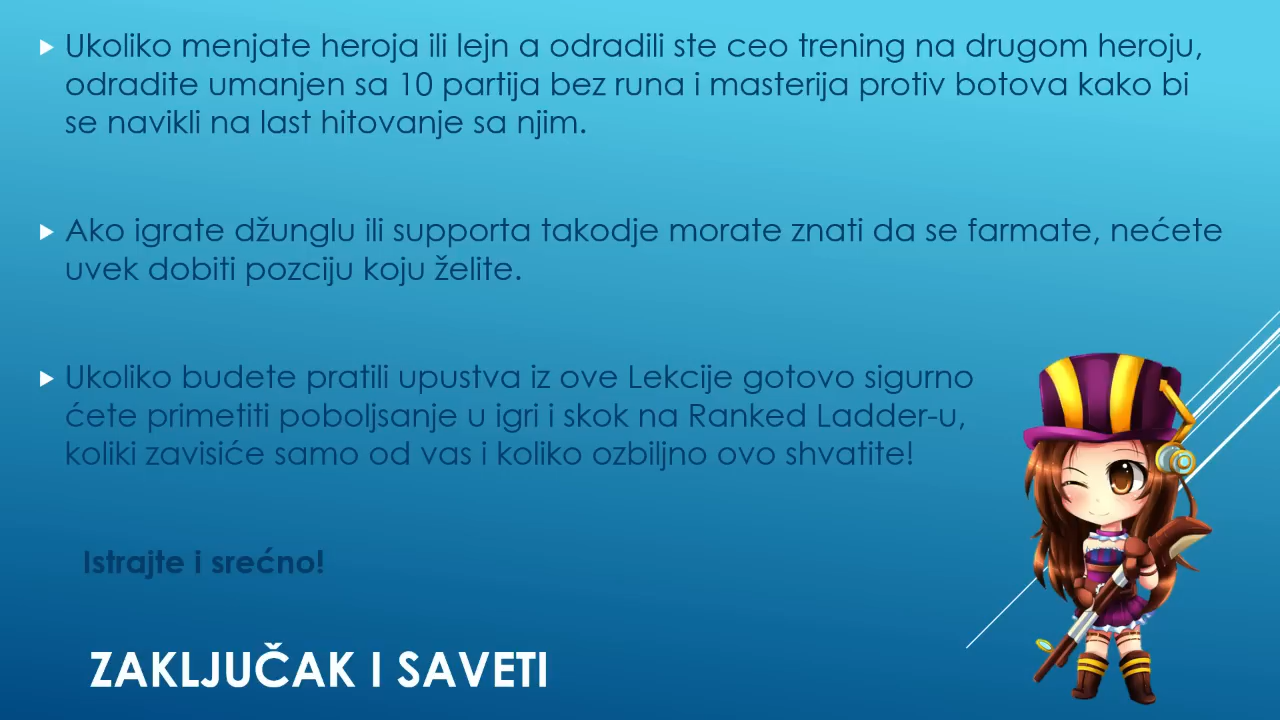 Ukoliko menjate heroja ili lejn a odradili ste ceo trening na drugom heroju,
odradite umanjen sa 10 partija bez runa i masterija protiv botova kako bi
se navikli na last hitovanje sa njim.
Ako igrate džunglu ili supporta takodje morate znati da se farmate, nećete
uvek dobiti pozciju koju želite.
Ukoliko budete pratili upustva iz ove Lekcije gotovo sigurno
ćete primetiti poboljsanje u igri i skok na Ranked Ladder-u,
koliki zavisiće samo od vas i koliko ozbiljno ovo shvatite!
Istrajte i srećno!
ZAKLJUČAK I SAVETI